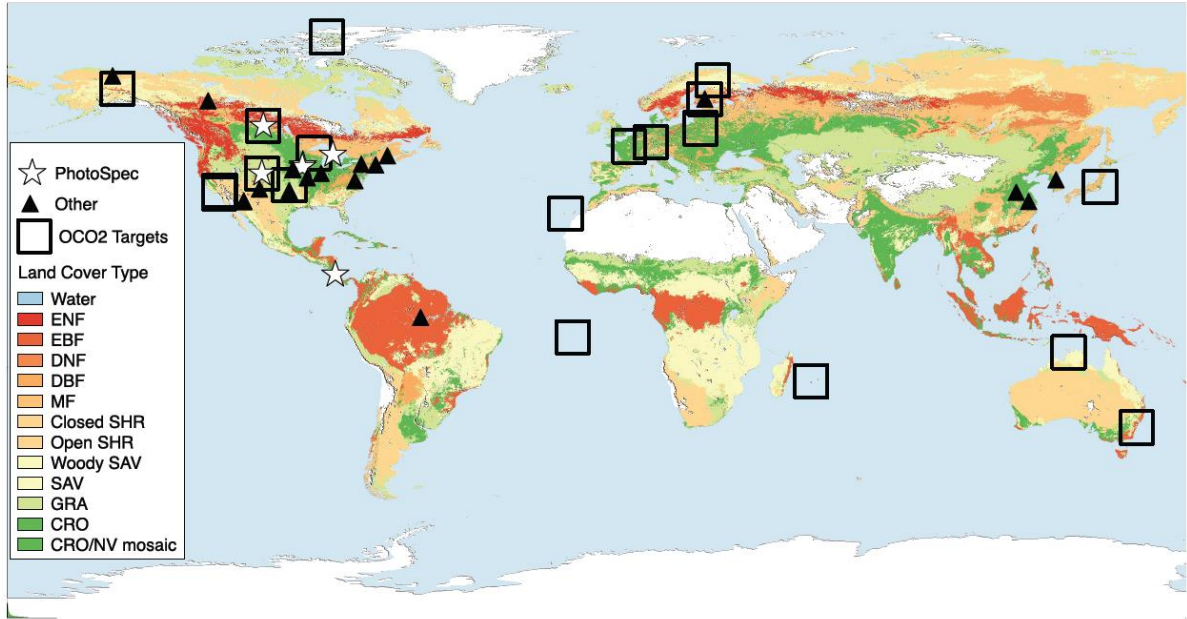 PhotoSpec
Other
OCO2 Targets
Land Cover Type
Water
ENF
EBF
DNF
DBF
MF
Closed SHR
Open SHR
Woody SAV
SAV
GRA
CRO
CRO/NV mosaic